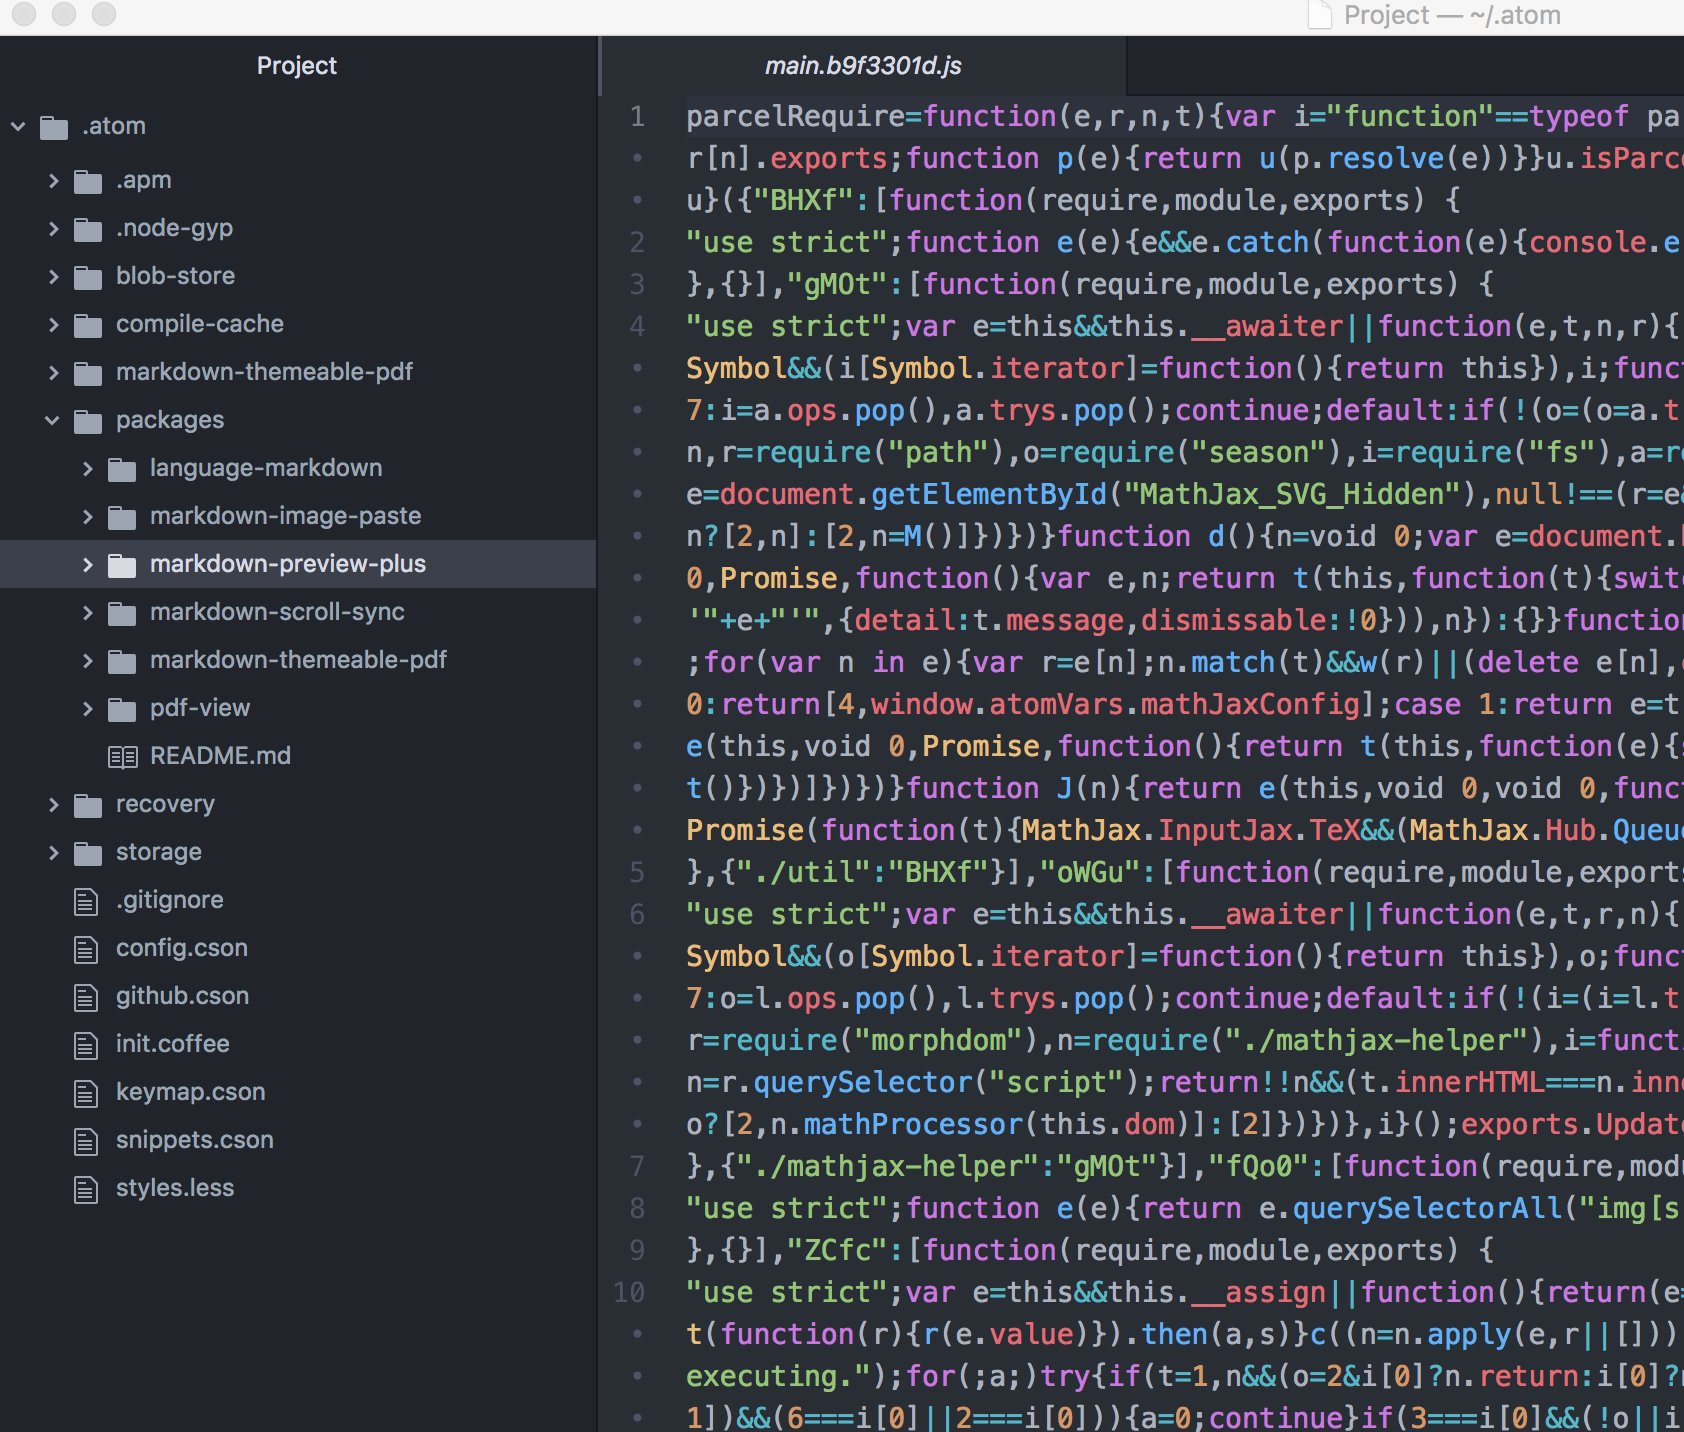 Project — ~/.atom
Project
.atom
.apm
.node-gyp
blob-store
compile-cache
markdown-themeable-pdf
packages
language-markdown
markdown-image-paste
markdown-preview-plus
markdown-scroll-sync
markdown-themeable-pdf
pdf-view
README.md
recovery
storage
.gitignore
config.cson
github.cson
init.coffee
keymap.cson
snippets.cson
styles.less
main.b9f3301d.js
1 parcelRequire=function(e,r,n,t){var i="function"==typeof pa
r[n].exports;function p(e){return u(p.resolve(e))}}u.isParc
u}({"BHXf":[function(require,module,exports) {
2 "use strict";function e(e){e&&e.catch(function(e){console.e
3 },{}],"gMOt":[function(require,module,exports) {
4 "use strict";var e=this&&this.__awaiter||function(e,t,n,r){
Symbol&&(i[Symbol.iterator]=function(){return this}),i;func
7:i=a.ops.pop(),a.trys.pop();continue;default:if(!(o=(o=a.t
n,r=require("path"),o=require("season"),i=require("fs"),a=r
e=document.getElementById("MathJax_SVG_Hidden"),null!==(r=e
n?[2,n]:[2,n=M()]})})}function d(){n=void 0;var e=document.
0,Promise,function(){var e,n;return t(this,function(t){swit
'"+e+"'",{detail:t.message,dismissable:!0})),n}):{}}functio
;for(var n in e){var r=e[n];n.match(t)&&w(r)||(delete e[n],
0:return[4,window.atomVars.mathJaxConfig];case 1:return e=t
e(this,void 0,Promise,function(){return t(this,function(e){
t()})})]})})}function J(n){return e(this,void 0,void 0,func
Promise(function(t){MathJax.InputJax.TeX&&(MathJax.Hub.Queu
5 },{"./util":"BHXf"}],"oWGu":[function(require,module,export
6 "use strict";var e=this&&this.__awaiter||function(e,t,r,n){
Symbol&&(o[Symbol.iterator]=function(){return this}),o;func
7:o=l.ops.pop(),l.trys.pop();continue;default:if(!(i=(i=l.t
r=require("morphdom"),n=require("./mathjax-helper"),i=funct
n=r.querySelector("script");return!!n&&(t.innerHTML===n.inn
o?[2,n.mathProcessor(this.dom)]:[2]})})},i}();exports.Updat
7 },{"./mathjax-helper":"gMOt"}],"fQo0":[function(require,mod
8 "use strict";function e(e){return e.querySelectorAll("img[s
9 },{}],"ZCfc":[function(require,module,exports) {
10 "use strict";var e=this&&this.__assign||function(){return(e=
t(function(r){r(e.value)}).then(a,s)}c((n=n.apply(e,r||[]))
executing.");for(;a;)try{if(t=1,n&&(o=2&i[0]?n.return:i[0]?
1])&&(6===i[0]||2===i[0])){a=0;continue}if(3===i[0]&&(!o||i